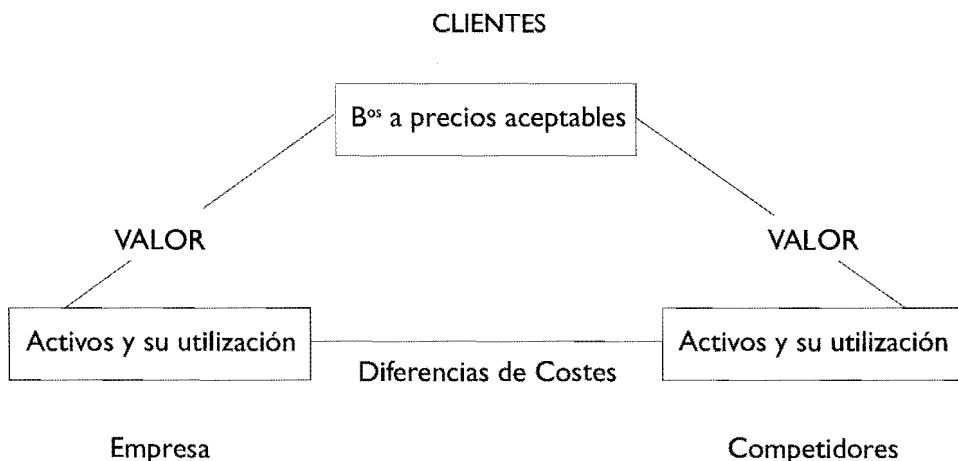 CLIENTES
Bos a precios aceptables
VALOR
VALOR
Activos y su utilización
Activos y su utilización
Diferencias de Costes
Empresa
Competidores